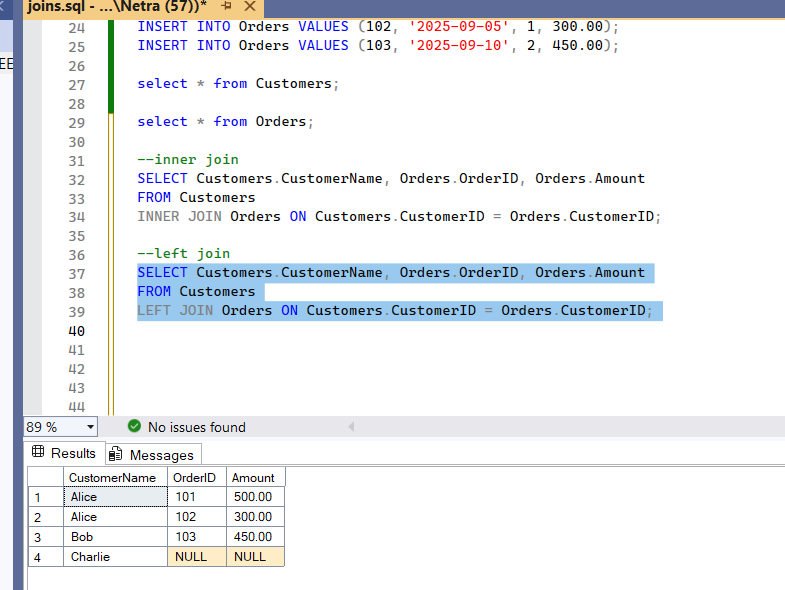 joins.sql - ...\Netra (57))*
EE
24 INSERT INTO Orders VALUES (102, '2025-09-05', 1, 300.00);
25 INSERT INTO Orders VALUES (103, '2025-09-10', 2, 450.00);
26
27 select * from Customers;
28
29 select * from Orders;
30
31 --inner join
32 SELECT Customers.CustomerName, Orders.OrderID, Orders.Amount
33 FROM Customers
34 INNER JOIN Orders ON Customers.CustomerID = Orders.CustomerID;
35
36 --left join
37 SELECT Customers.CustomerName, Orders.OrderID, Orders.Amount
38 FROM Customers
39 LEFT JOIN Orders ON Customers.CustomerID = Orders.CustomerID;
40
41
42
43
44
89 % No issues found
Results Messages
CustomerName OrderID Amount
1 Alice 101 500.00
2 Alice 102 300.00
3 Bob 103 450.00
4 Charlie NULL NULL